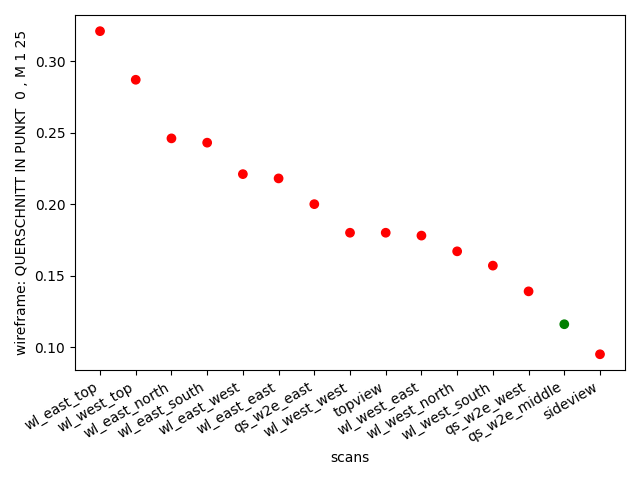 wireframe: QUERSCHNITT IN PUNKT  0 , M 1 25
0.30
0.25
0.20
0.15
0.10
wl_east_top
wl_west_top
wl_east_north
wl_east_south
wl_east_west
wl_east_east
qs_w2e_east
wl_west_west
topview
wl_west_east
wl_west_north
wl_west_south
qs_w2e_west
qs_w2e_middle
sideview
scans